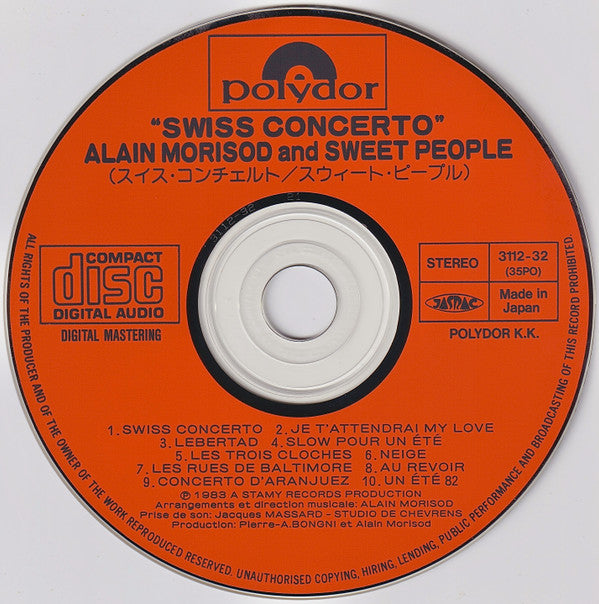 polydor
"SWISS CONCERTO"
ALAIN MORISOD and SWEET PEOPLE
(スイス・コンチェルト/スウィート・ピープル)
3112-32
COMPACT
disc
DIGITAL AUDIO
DIGITAL MASTERING
STEREO
3112-32
(35PO)
JASRAC
Made in
Japan
POLYDOR K.K.
1.SWISS CONCERTO 2.JE T'ATTENDRAI MY LOVE
3.LEBERTAD 4.SLOW POUR UN ÉTÉ
5.LES TROIS CLOCHES 6.NEIGE
7.LES RUES DE BALTIMORE 8.AU REVOIR
9.CONCERTO D'ARANJUEZ 10.UN ÉTÉ 82
℗ 1983 A STAMY RECORDS PRODUCTION
Arrangements et direction musicale: ALAIN MORISOD
Prise de son: Jacques MASSARD - STUDIO DE CHEVRENS
Production: Pierre-A.BONGNI et Alain Morisod
ALL RIGHTS OF THE PRODUCER AND OF THE OWNER OF THE WORK REPRODUCED RESERVED. UNAUTHORISED COPYING, HIRING, LENDING, PUBLIC PERFORMANCE AND BROADCASTING OF THIS RECORD PROHIBITED.